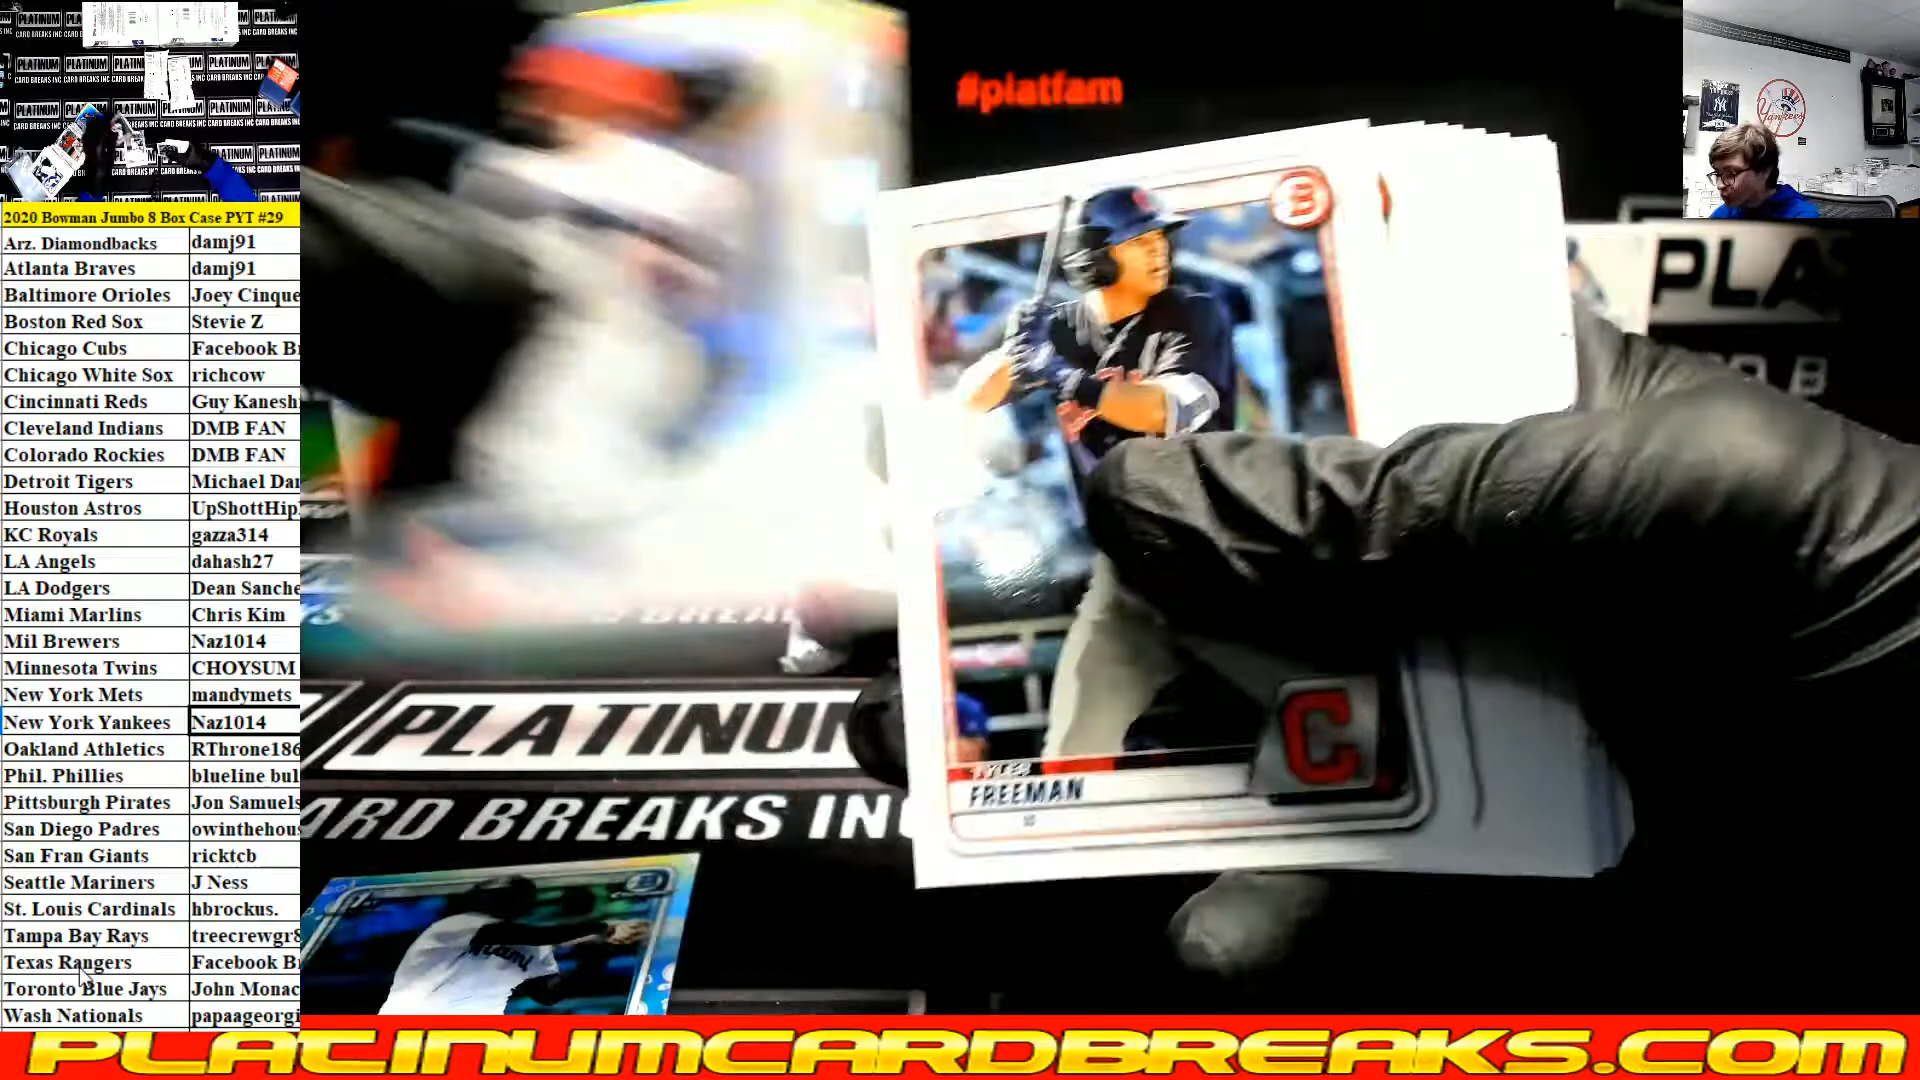 2020 Bowman Jumbo 8 Box Case PYT #29
Arz. Diamondbacks damj91
Atlanta Braves damj91
Baltimore Orioles Joey Cinque
Boston Red Sox Stevie Z
Chicago Cubs Facebook B
Chicago White Sox richcow
Cincinnati Reds Guy Kanesh
Cleveland Indians DMB FAN
Colorado Rockies DMB FAN
Detroit Tigers Michael Da
Houston Astros UpShottHip
KC Royals gazza314
LA Angels dahash27
LA Dodgers Dean Sanche
Miami Marlins Chris Kim
Mil Brewers Naz1014
Minnesota Twins CHOYSUM
New York Mets mandymets
New York Yankees Naz1014
Oakland Athletics RThrone186
Phil. Phillies blueline bul
Pittsburgh Pirates Jon Samuels
San Diego Padres owinthehous
San Fran Giants ricktcb
Seattle Mariners J Ness
St. Louis Cardinals hbrockus.
Tampa Bay Rays treecrewgr8
Texas Rangers Facebook B
Toronto Blue Jays John Monac
Wash Nationals papaageorgi
#platfam
B
TYLER
FREEMAN
C
PLATINUM
CARD BREAKS INC
PLA
Miami
Yankees
PLATINUMCARDBREAKS.COM